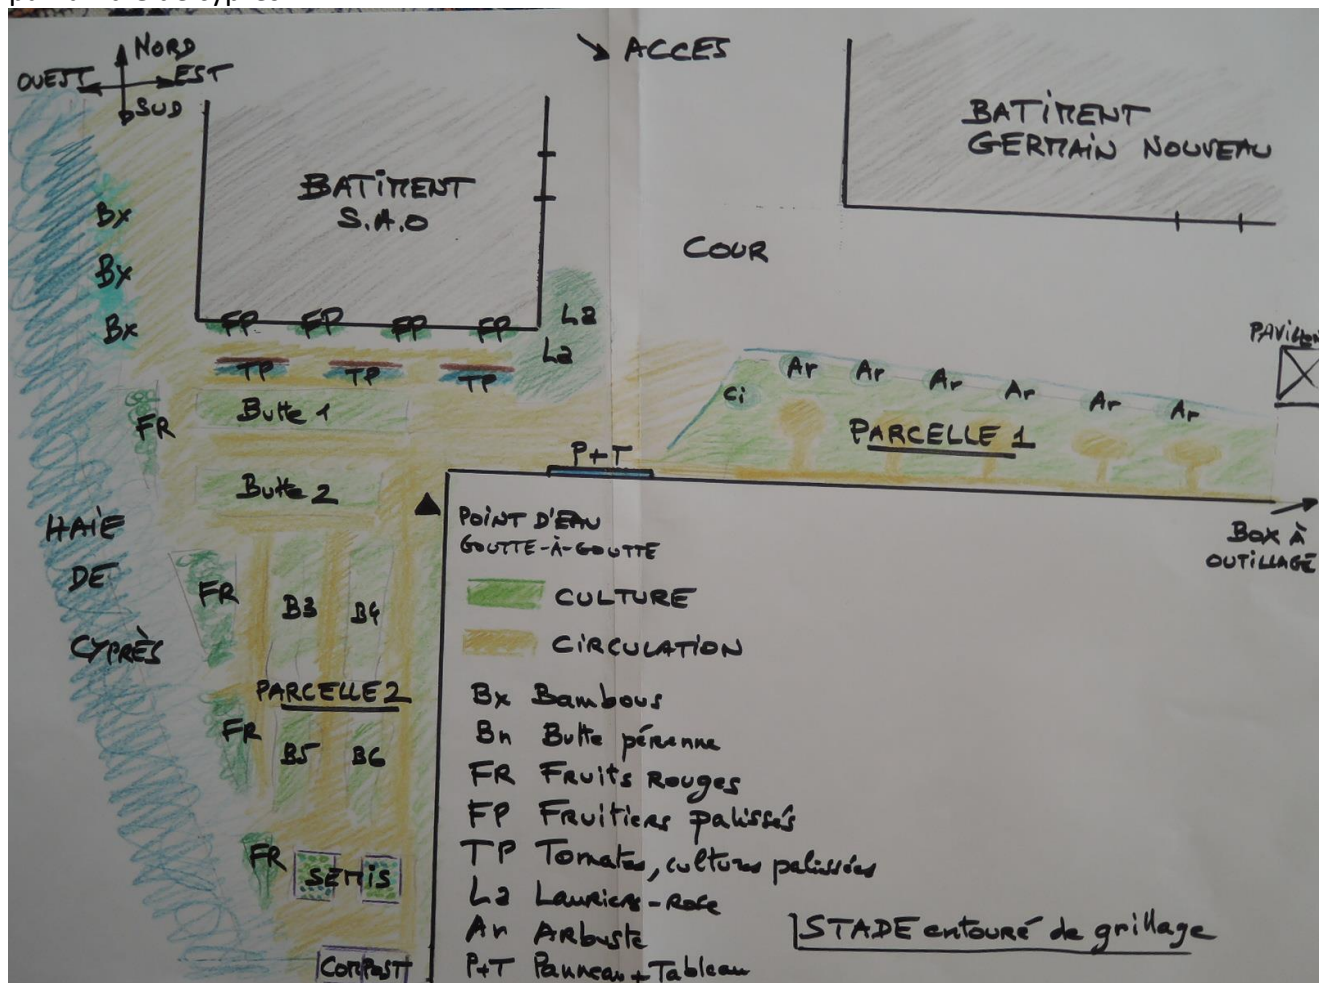 NORD
OUEST
EST
SUD
ACCES
BATIMENT
S.A.O
BATIMENT
GERMAIN NOUVEAU
COUR
Bx
Bx
Bx
FP
FP
FP
FP
La
La
TP
TP
TP
FR
Butte 1
Butte 2
P+T
Ci
Ar
Ar
Ar
Ar
Ar
Ar
PARCELLE 1
Box à
OUTILLAGE
HAIE
DE
CYPRÈS
FR
B3
B4
PARCELLE 2
FR
B5
B6
FR
SEMIS
COMPOST
POINT D'EAU
GOUTTE-À-GOUTTE
CULTURE
CIRCULATION
Bx Bambous
Bn Butte pérenne
FR Fruits Rouges
FP Fruitiers palissés
TP Tomates, cultures palissées
La Lauriers-Rose
Ar Arbuste
P+T Panneau + Tableau
STADE entouré de grillage